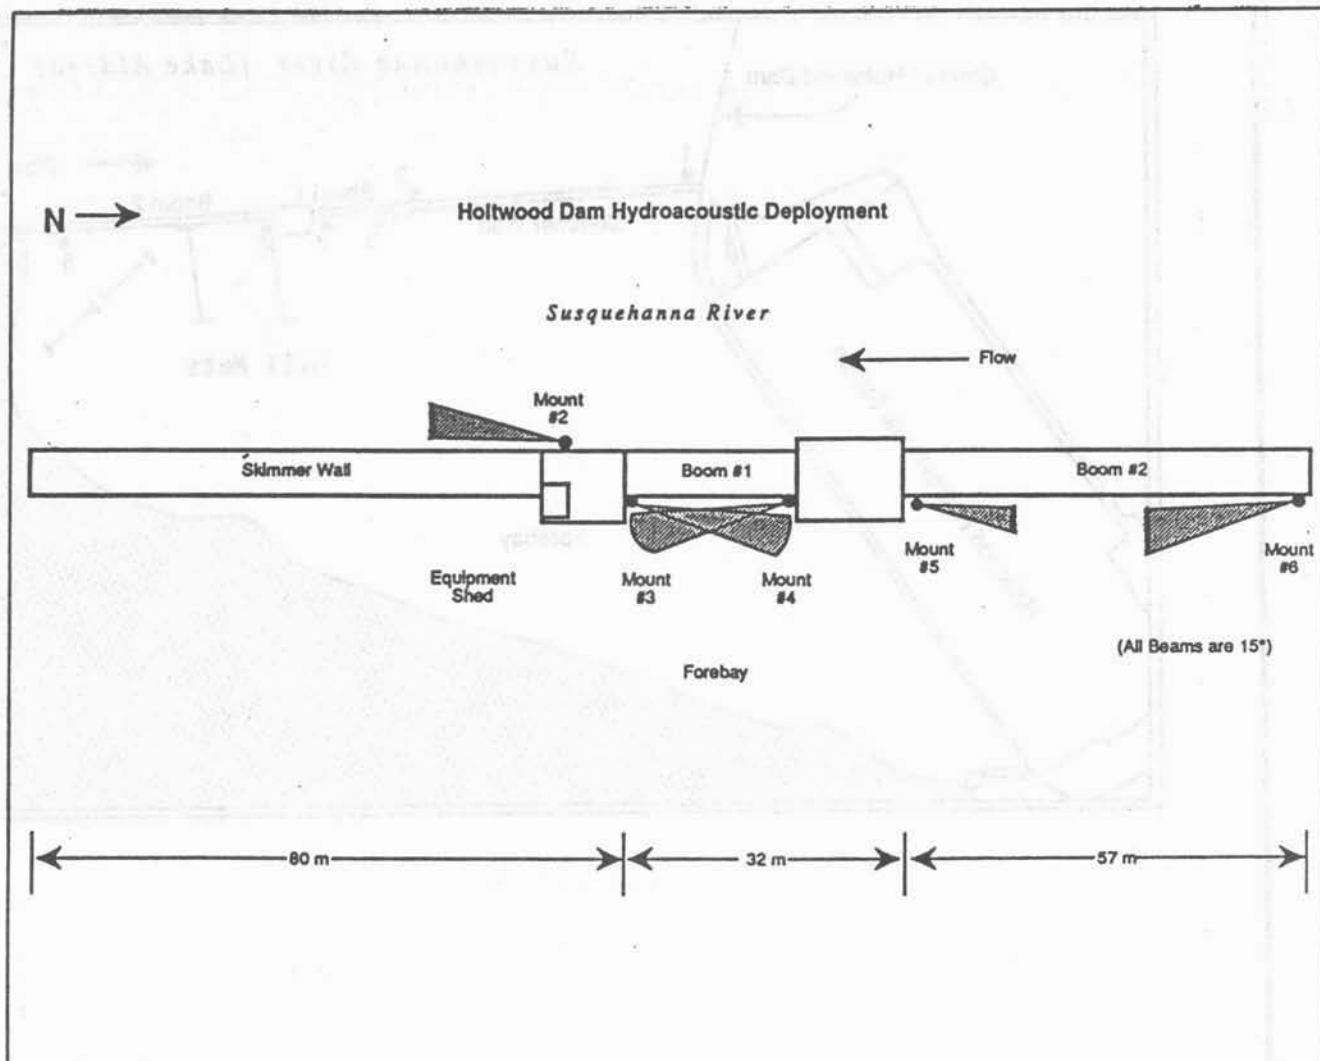 N
Holtwood Dam Hydroacoustic Deployment
Susquehanna River
Flow
Mount
#2
Skimmer Wall
Boom #1
Boom #2
Equipment
Shed
Mount
#3
Mount
#4
Mount
#5
Mount
#6
(All Beams are 15°)
Forebay
80 m
32 m
57 m